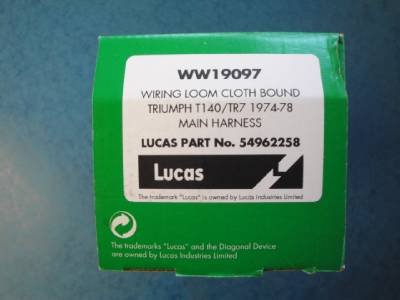 WW19097
WIRING LOOM CLOTH BOUND
TRIUMPH T140/TR7 1974-78
MAIN HARNESS
LUCAS PART No. 54962258
Lucas
The trademark "Lucas" is owned by Lucas Industries Limited
The trademarks "Lucas" and the Diagonal Device
are owned by Lucas Industries Limited